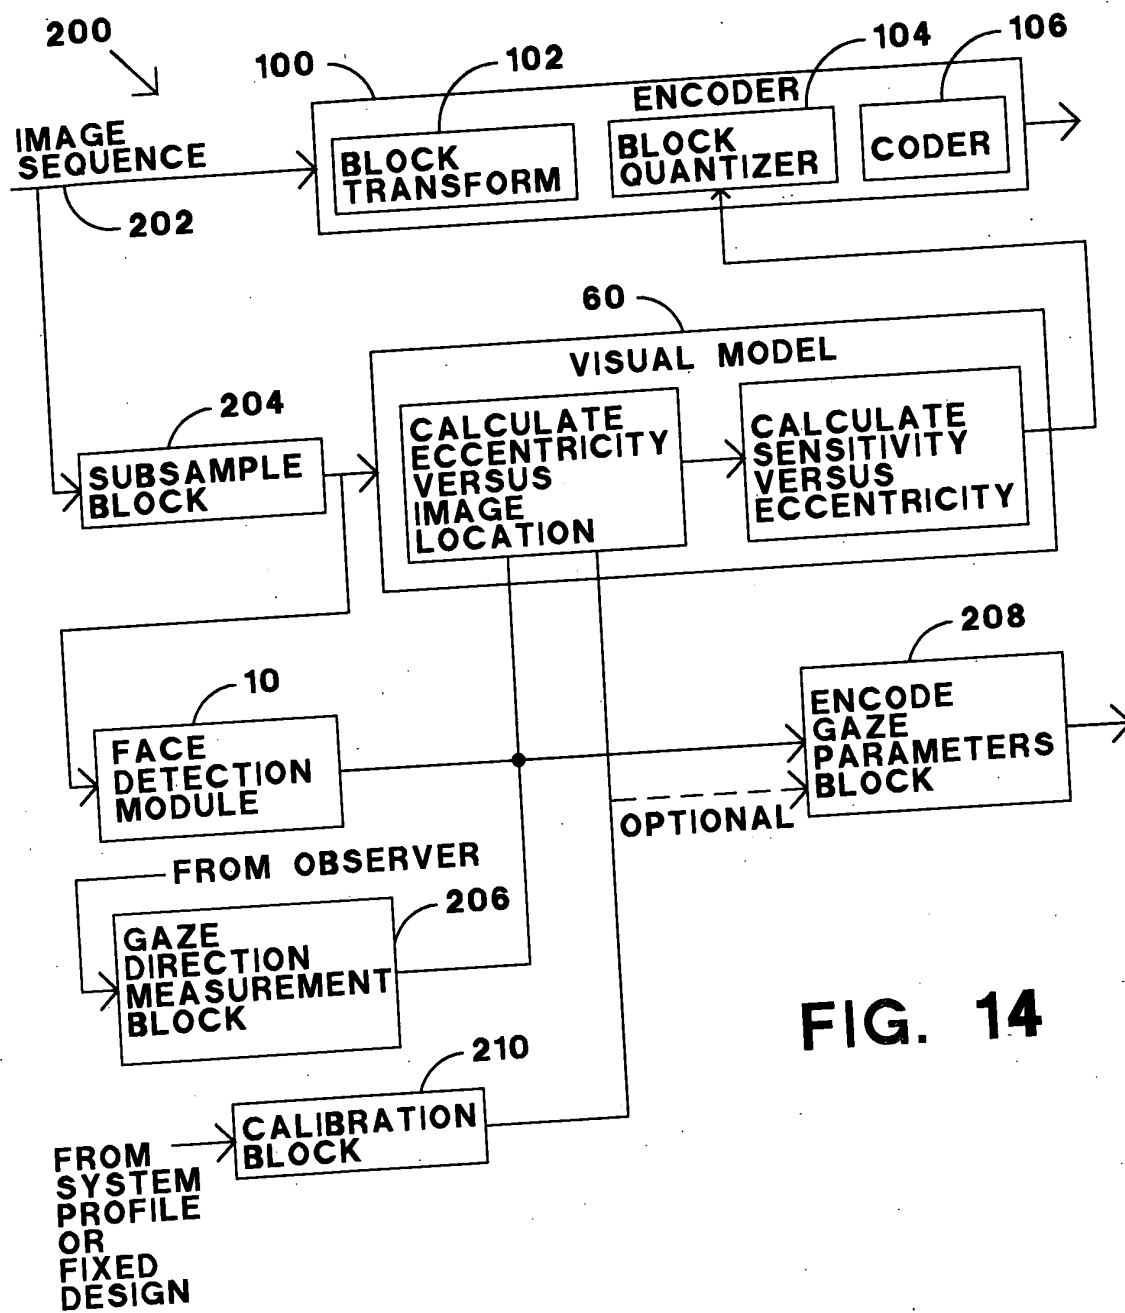 200
100
102
104
106
ENCODER
IMAGE
SEQUENCE
BLOCK
TRANSFORM
BLOCK
QUANTIZER
CODER
202
60
VISUAL MODEL
204
SUBSAMPLE
BLOCK
CALCULATE
ECCENTRICITY
VERSUS
IMAGE
LOCATION
CALCULATE
SENSITIVITY
VERSUS
ECCENTRICITY
208
10
FACE
DETECTION
MODULE
ENCODE
GAZE
PARAMETERS
BLOCK
OPTIONAL
FROM OBSERVER
206
GAZE
DIRECTION
MEASUREMENT
BLOCK
FIG. 14
210
CALIBRATION
BLOCK
FROM
SYSTEM
PROFILE
OR
FIXED
DESIGN